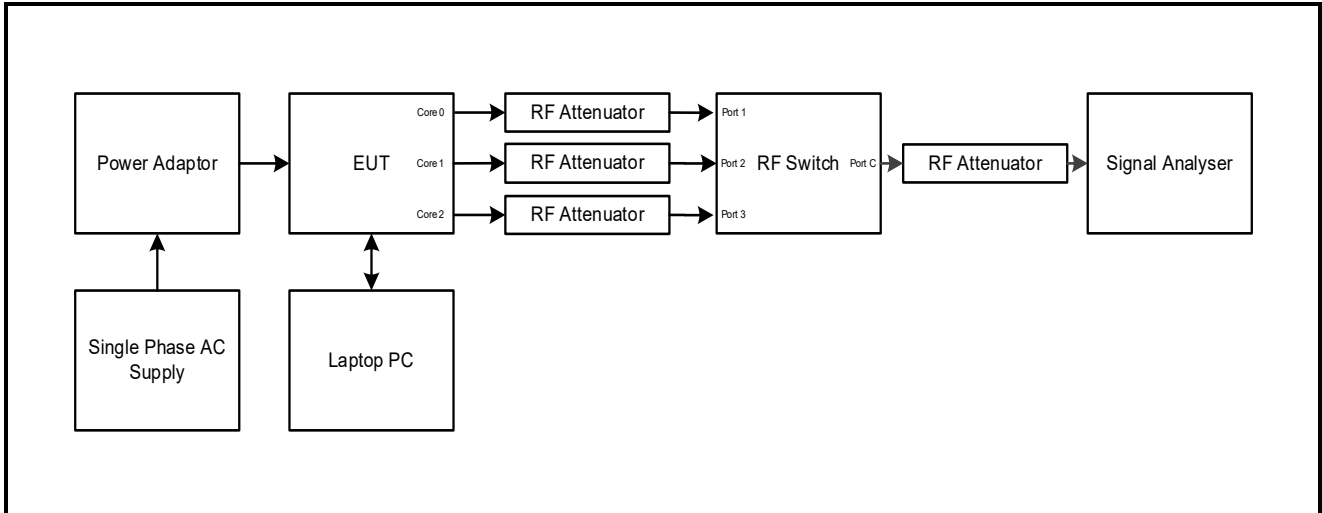 Core 0
RF Attenuator
Port 1
Power Adaptor
EUT
Core 1
RF Attenuator
Port 2
RF Switch
Port C
RF Attenuator
Signal Analyser
Core 2
RF Attenuator
Port 3
Single Phase AC
Supply
Laptop PC